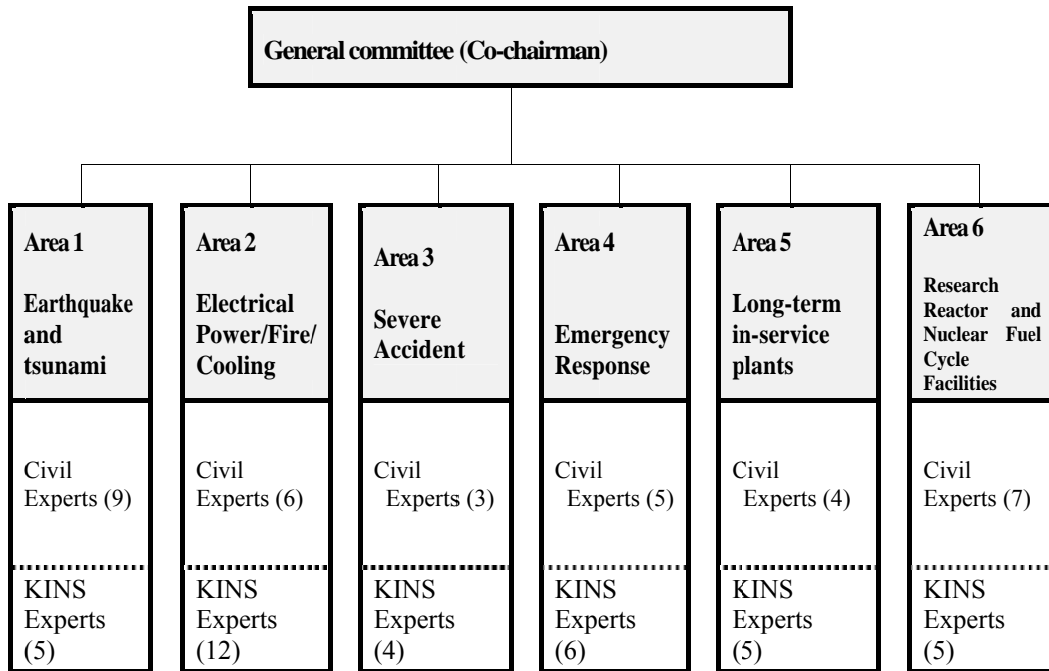 General committee (Co-chairman)
Area 1
Earthquake
and
tsunami
Civil
Experts (9)
KINS
Experts
(5)
Area 2
Electrical
Power/Fire/
Cooling
Civil
Experts (6)
KINS
Experts
(12)
Area 3
Severe
Accident
Civil
Experts (3)
KINS
Experts
(4)
Area 4
Emergency
Response
Civil
Experts (5)
KINS
Experts
(6)
Area 5
Long-term
in-service
plants
Civil
Experts (4)
KINS
Experts
(5)
Area 6
Research
Reactor and
Nuclear Fuel
Cycle
Facilities
Civil
Experts (7)
KINS
Experts
(5)